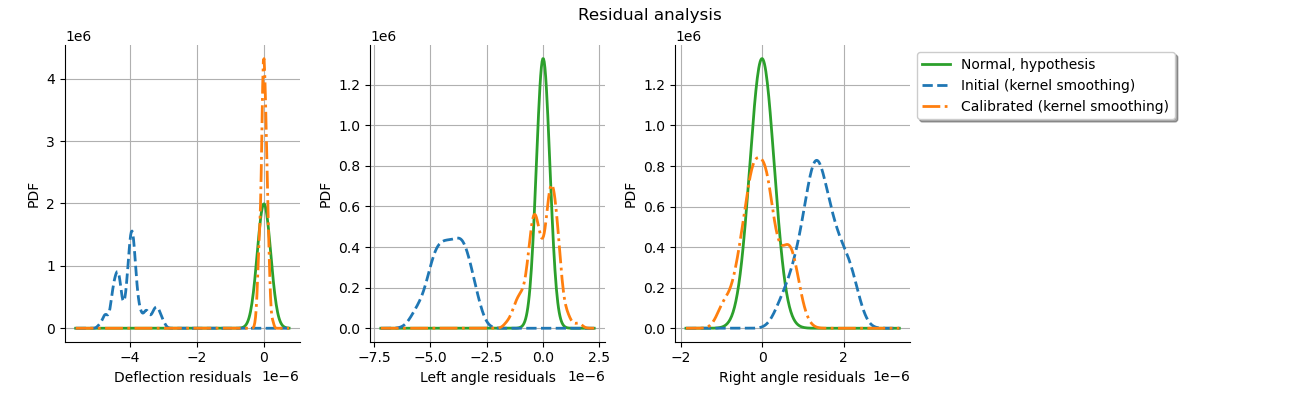 Residual analysis
1e6
4
3
2
1
0
PDF
−4
−2
0
Deflection residuals
1e−6
1e6
1.2
1.0
0.8
0.6
0.4
0.2
0.0
PDF
−7.5
−5.0
−2.5
0.0
2.5
Left angle residuals
1e−6
1e6
1.2
1.0
0.8
0.6
0.4
0.2
0.0
PDF
−2
0
2
Right angle residuals
1e−6
Normal, hypothesis
Initial (kernel smoothing)
Calibrated (kernel smoothing)